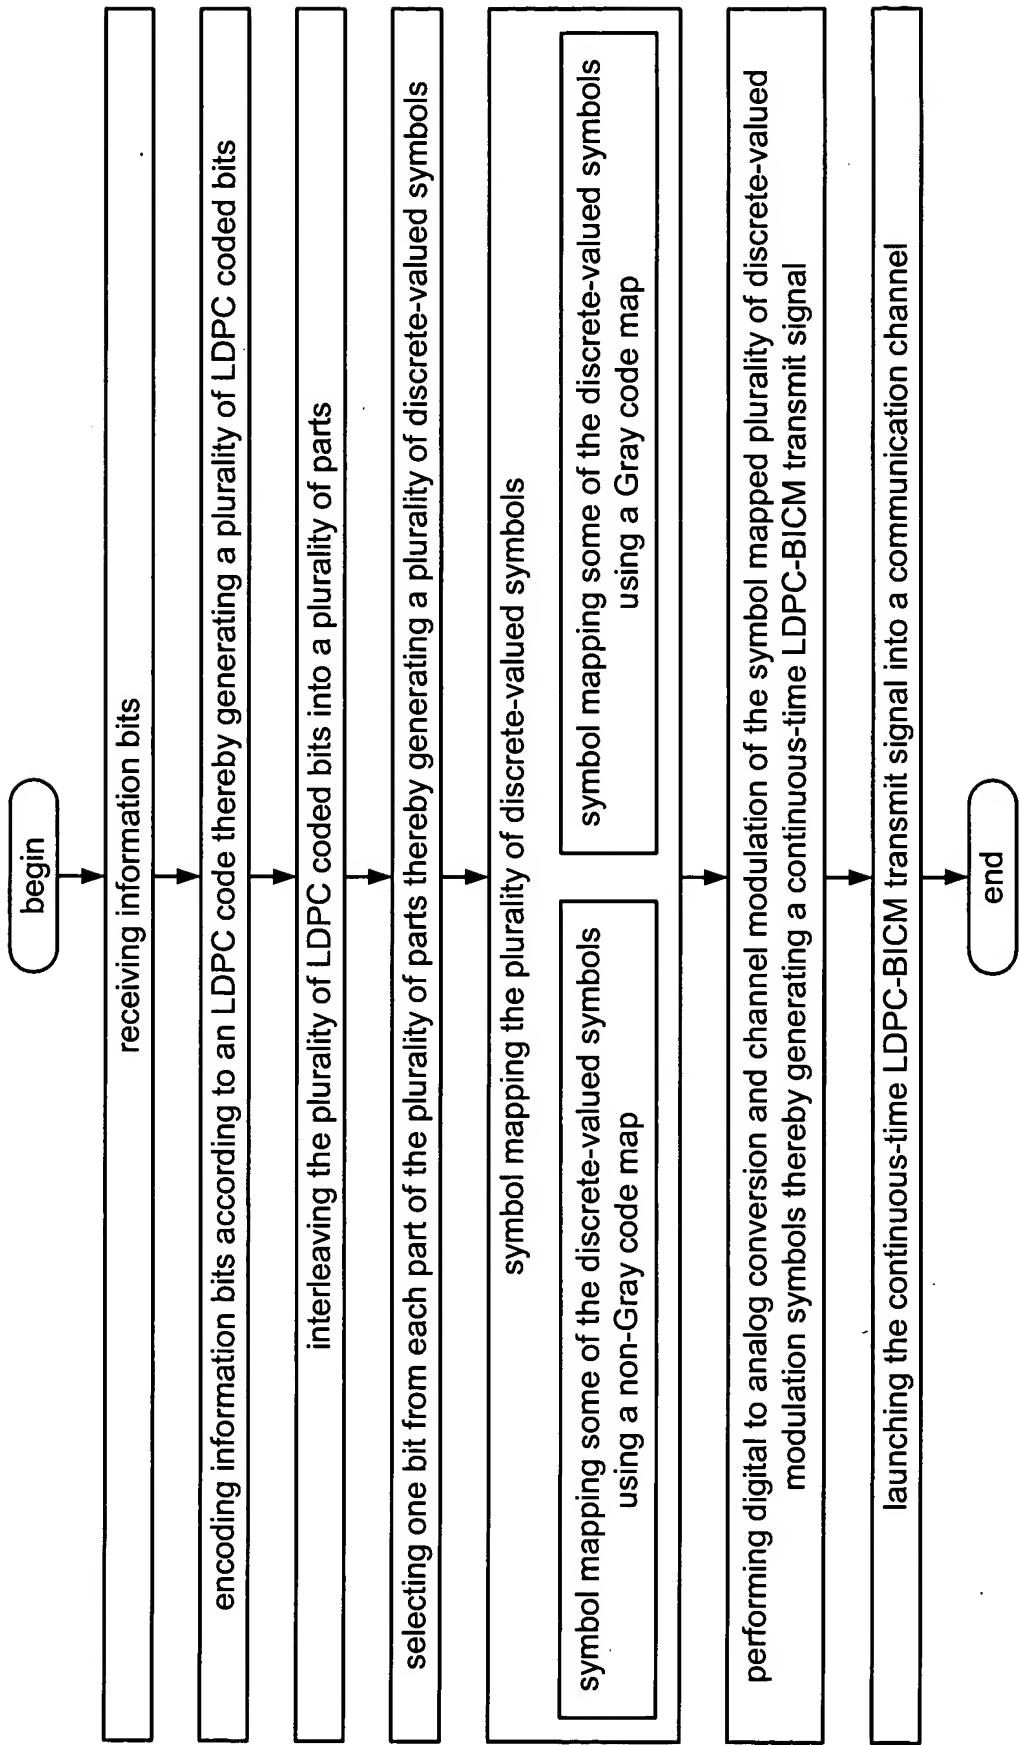 begin
receiving information bits
encoding information bits according to an LDPC code thereby generating a plurality of LDPC coded bits
interleaving the plurality of LDPC coded bits into a plurality of parts
selecting one bit from each part of the plurality of parts thereby generating a plurality of discrete-valued symbols
symbol mapping the plurality of discrete-valued symbols
symbol mapping some of the discrete-valued symbols
using a non-Gray code map
symbol mapping some of the discrete-valued symbols
using a Gray code map
performing digital to analog conversion and channel modulation of the symbol mapped plurality of discrete-valued
modulation symbols thereby generating a continuous-time LDPC-BICM transmit signal
launching the continuous-time LDPC-BICM transmit signal into a communication channel
end